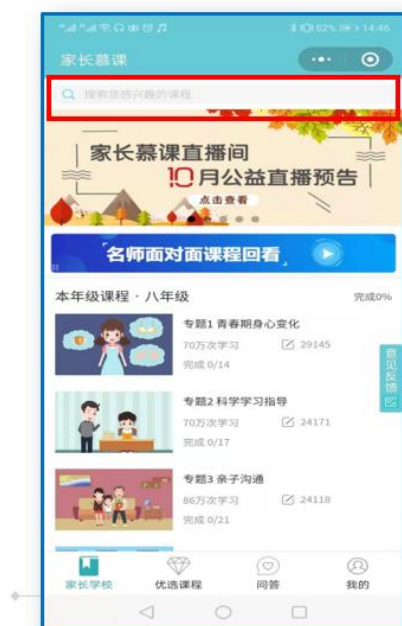 52% 14:46
家长慕课
搜索您感兴趣的课程
家长慕课直播间
10月公益直播预告
点击查看
名师面对面课程回看
本年级课程 · 八年级 完成0%
专题1 青春期身心变化
70万次学习 29145
完成 0/14
意见反馈
专题2 科学学习指导
70万次学习 24171
完成 0/17
专题3 亲子沟通
86万次学习 24118
完成 0/21
家长学校 优选课程 问答 我的